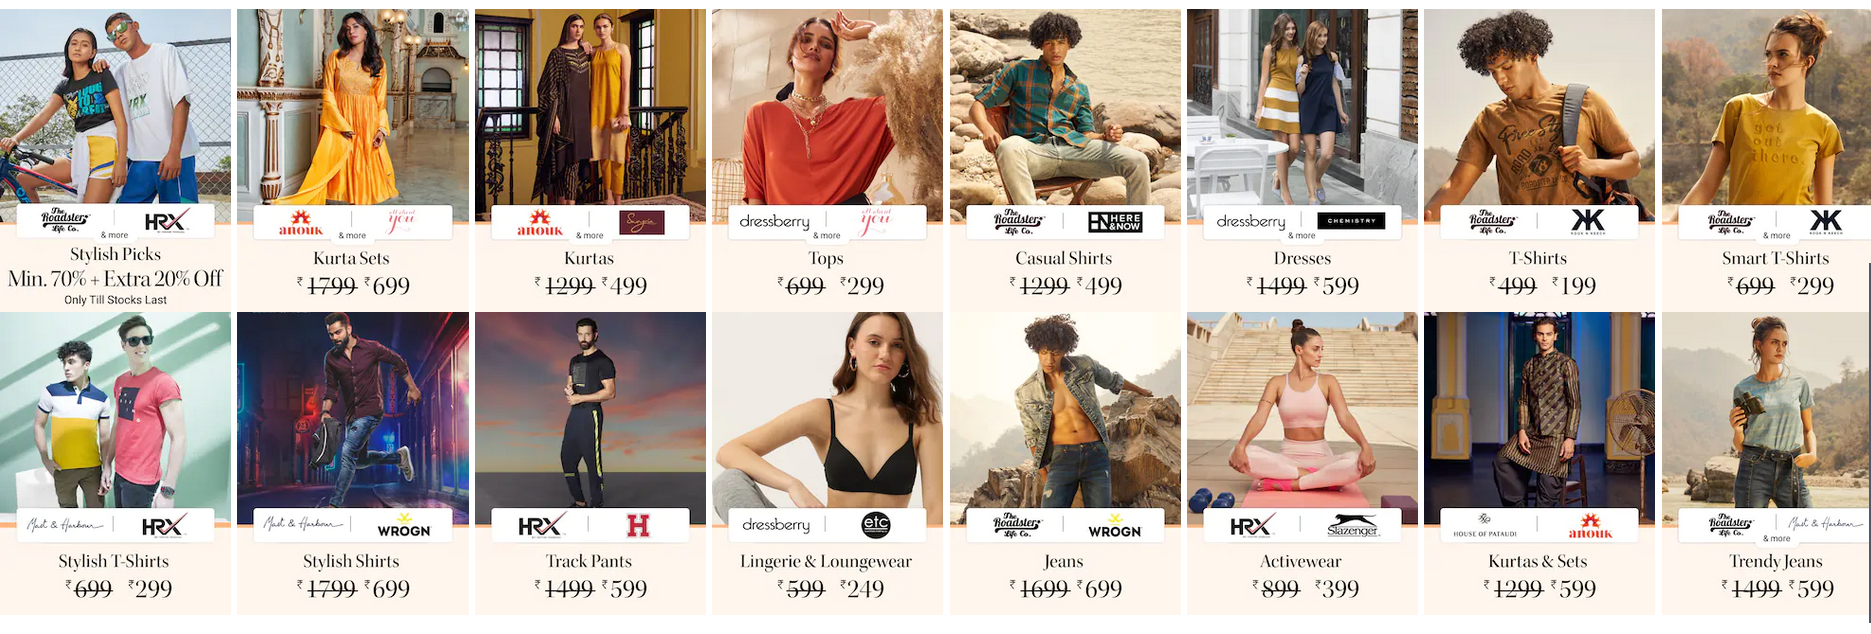 The Roadster Life Co.
HRX
& more
Stylish Picks
Min. 70% + Extra 20% Off
Only Till Stocks Last
anouk
all about you
& more
Kurta Sets
₹1799 ₹699
anouk
Sangria
& more
Kurtas
₹1299 ₹499
dressberry
all about you
& more
Tops
₹699 ₹299
The Roadster Life Co.
HERE &NOW
Casual Shirts
₹1299 ₹499
dressberry
CHEMISTRY
& more
Dresses
₹1499 ₹599
Free
The Roadster Life Co.
T-Shirts
₹499 ₹199
get
out
there.
The Roadster Life Co.
& more
Smart T-Shirts
₹699 ₹299
Mast & Harbour
HRX
Stylish T-Shirts
₹699 ₹299
Mast & Harbour
WROGN
Stylish Shirts
₹1799 ₹699
HRX
H
Track Pants
₹1499 ₹599
dressberry
etc
Lingerie & Loungewear
₹599 ₹249
The Roadster Life Co.
WROGN
Jeans
₹1699 ₹699
HRX
Slazenger
Activewear
₹899 ₹399
HOUSE OF PATAUDI
anouk
Kurtas & Sets
₹1299 ₹599
The Roadster Life Co.
Mast & Harbour
& more
Trendy Jeans
₹1499 ₹599